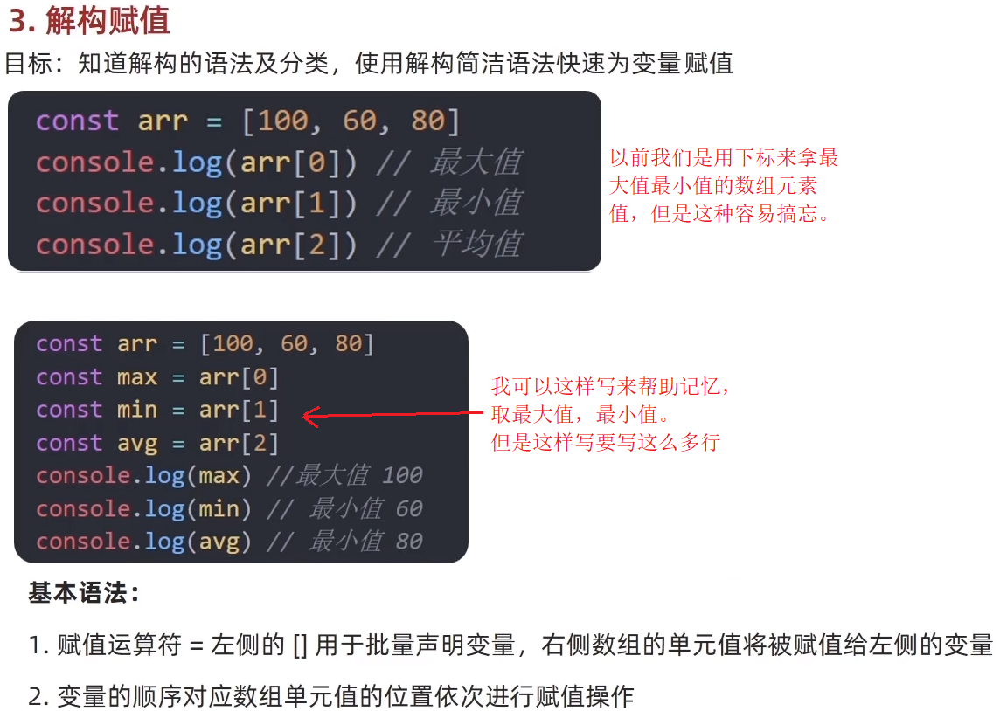 3. 解构赋值
目标：知道解构的语法及分类，使用解构简洁语法快速为变量赋值
const arr = [100, 60, 80]
console.log(arr[0]) // 最大值
console.log(arr[1]) // 最小值
console.log(arr[2]) // 平均值
以前我们是用下标来拿最
大值最小值的数组元素
值，但是这种容易搞忘。
const arr = [100, 60, 80]
const max = arr[0]
const min = arr[1]
const avg = arr[2]
console.log(max) //最大值 100
console.log(min) // 最小值 60
console.log(avg) // 最小值 80
我可以这样写来帮助记忆，
取最大值，最小值。
但是这样写要写这么多行
基本语法：
1. 赋值运算符 = 左侧的 [] 用于批量声明变量，右侧数组的单元值将被赋值给左侧的变量
2. 变量的顺序对应数组单元值的位置依次进行赋值操作